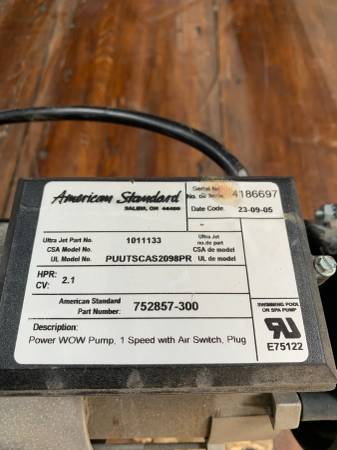 American Standard
SALEM, OH 44460
Serial No.
No. de Série
4186697
Date Code: 23-09-05
Ultra Jet Part No. 1011133 Ultra Jet no.de part
CSA Model No. CSA de model
UL Model No. PUUTSCAS2098PR UL de model
HPR:
CV: 2.1
American Standard
Part Number: 752857-300
SWIMMING POOL
OR SPA PUMP
Description:
Power WOW Pump, 1 Speed with Air Switch, Plug
E75122